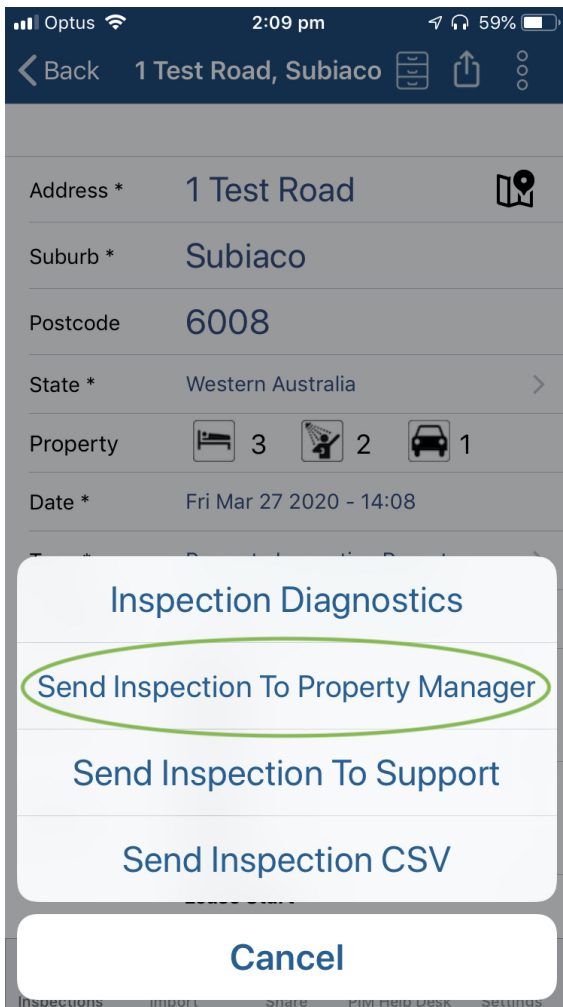 Optus 2:09 pm 59%
Back 1 Test Road, Subiaco
Address * 1 Test Road
Suburb * Subiaco
Postcode 6008
State * Western Australia
Property 3 2 1
Date * Fri Mar 27 2020 - 14:08
Inspection Diagnostics
Send Inspection To Property Manager
Send Inspection To Support
Send Inspection CSV
Lease Start
Cancel
Inspections Import Share PIM Help Desk Settings